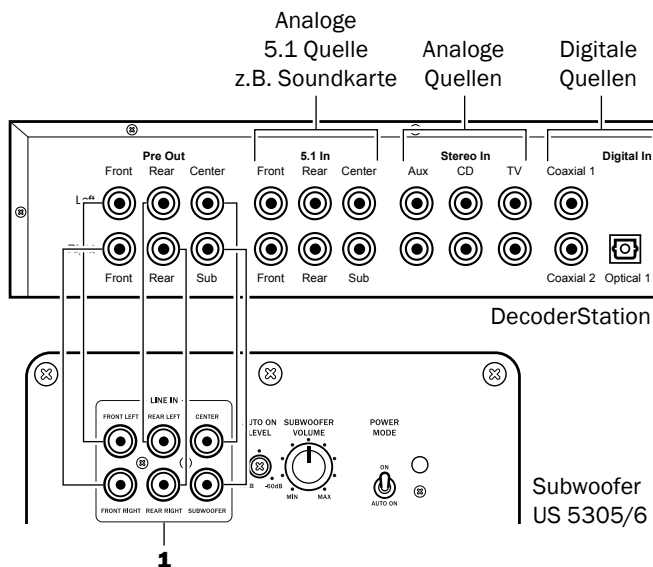 Analoge
5.1 Quelle
z.B. Soundkarte
Analoge
Quellen
Digitale
Quellen
Pre Out
5.1 In
Stereo In
Digital In
Front Rear Center Front Rear Center Aux CD TV Coaxial 1
Front Rear Sub Front Rear Sub Coaxial 2 Optical 1
DecoderStation
LINE IN
FRONT LEFT REAR LEFT CENTER
LEVEL
SUBWOOFER
VOLUME
POWER
MODE
-60dB
MIN MAX
ON
AUTO ON
FRONT RIGHT REAR RIGHT SUBWOOFER
Subwoofer
US 5305/6
1